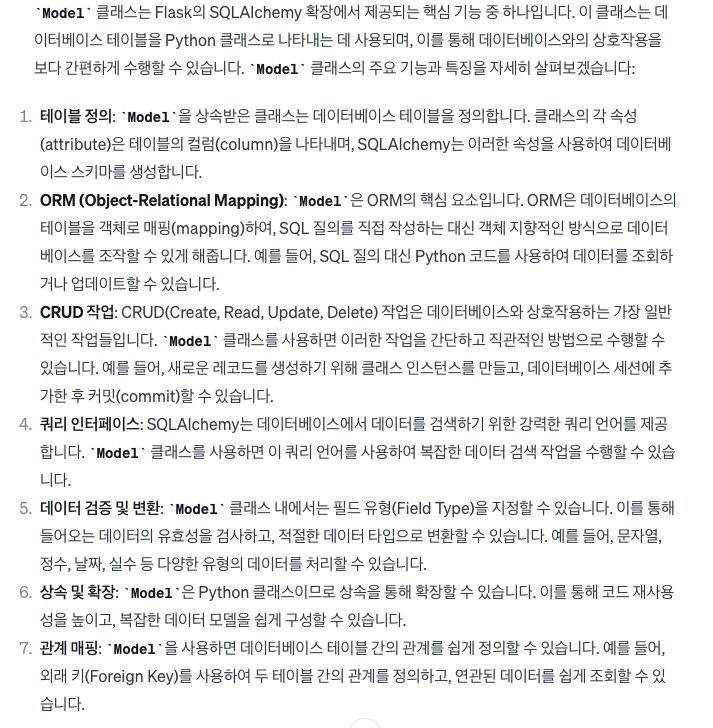 `Model` 클래스는 Flask의 SQLAlchemy 확장에서 제공되는 핵심 기능 중 하나입니다. 이 클래스는 데
이터베이스 테이블을 Python 클래스로 나타내는 데 사용되며, 이를 통해 데이터베이스와의 상호작용을
보다 간편하게 수행할 수 있습니다. `Model` 클래스의 주요 기능과 특징을 자세히 살펴보겠습니다:
1. 테이블 정의: `Model`을 상속받은 클래스는 데이터베이스 테이블을 정의합니다. 클래스의 각 속성
(attribute)은 테이블의 컬럼(column)을 나타내며, SQLAlchemy는 이러한 속성을 사용하여 데이터베
이스 스키마를 생성합니다.
2. ORM (Object-Relational Mapping): `Model`은 ORM의 핵심 요소입니다. ORM은 데이터베이스의
테이블을 객체로 매핑(mapping)하여, SQL 질의를 직접 작성하는 대신 객체 지향적인 방식으로 데이터
베이스를 조작할 수 있게 해줍니다. 예를 들어, SQL 질의 대신 Python 코드를 사용하여 데이터를 조회하
거나 업데이트할 수 있습니다.
3. CRUD 작업: CRUD(Create, Read, Update, Delete) 작업은 데이터베이스와 상호작용하는 가장 일반
적인 작업들입니다. `Model` 클래스를 사용하면 이러한 작업을 간단하고 직관적인 방법으로 수행할 수
있습니다. 예를 들어, 새로운 레코드를 생성하기 위해 클래스 인스턴스를 만들고, 데이터베이스 세션에 추
가한 후 커밋(commit)할 수 있습니다.
4. 쿼리 인터페이스: SQLAlchemy는 데이터베이스에서 데이터를 검색하기 위한 강력한 쿼리 언어를 제공
합니다. `Model` 클래스를 사용하면 이 쿼리 언어를 사용하여 복잡한 데이터 검색 작업을 수행할 수 있습
니다.
5. 데이터 검증 및 변환: `Model` 클래스 내에서는 필드 유형(Field Type)을 지정할 수 있습니다. 이를 통해
들어오는 데이터의 유효성을 검사하고, 적절한 데이터 타입으로 변환할 수 있습니다. 예를 들어, 문자열,
정수, 날짜, 실수 등 다양한 유형의 데이터를 처리할 수 있습니다.
6. 상속 및 확장: `Model`은 Python 클래스이므로 상속을 통해 확장할 수 있습니다. 이를 통해 코드 재사용
성을 높이고, 복잡한 데이터 모델을 쉽게 구성할 수 있습니다.
7. 관계 매핑: `Model`을 사용하면 데이터베이스 테이블 간의 관계를 쉽게 정의할 수 있습니다. 예를 들어,
외래 키(Foreign Key)를 사용하여 두 테이블 간의 관계를 정의하고, 연관된 데이터를 쉽게 조회할 수 있
습니다.